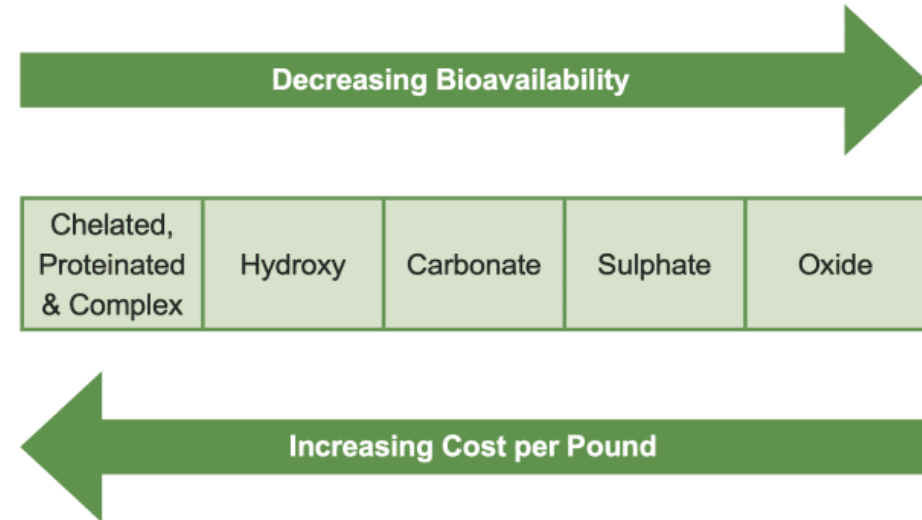 Decreasing Bioavailability
Chelated,
Proteinated
& Complex
Hydroxy
Carbonate
Sulphate
Oxide
Increasing Cost per Pound